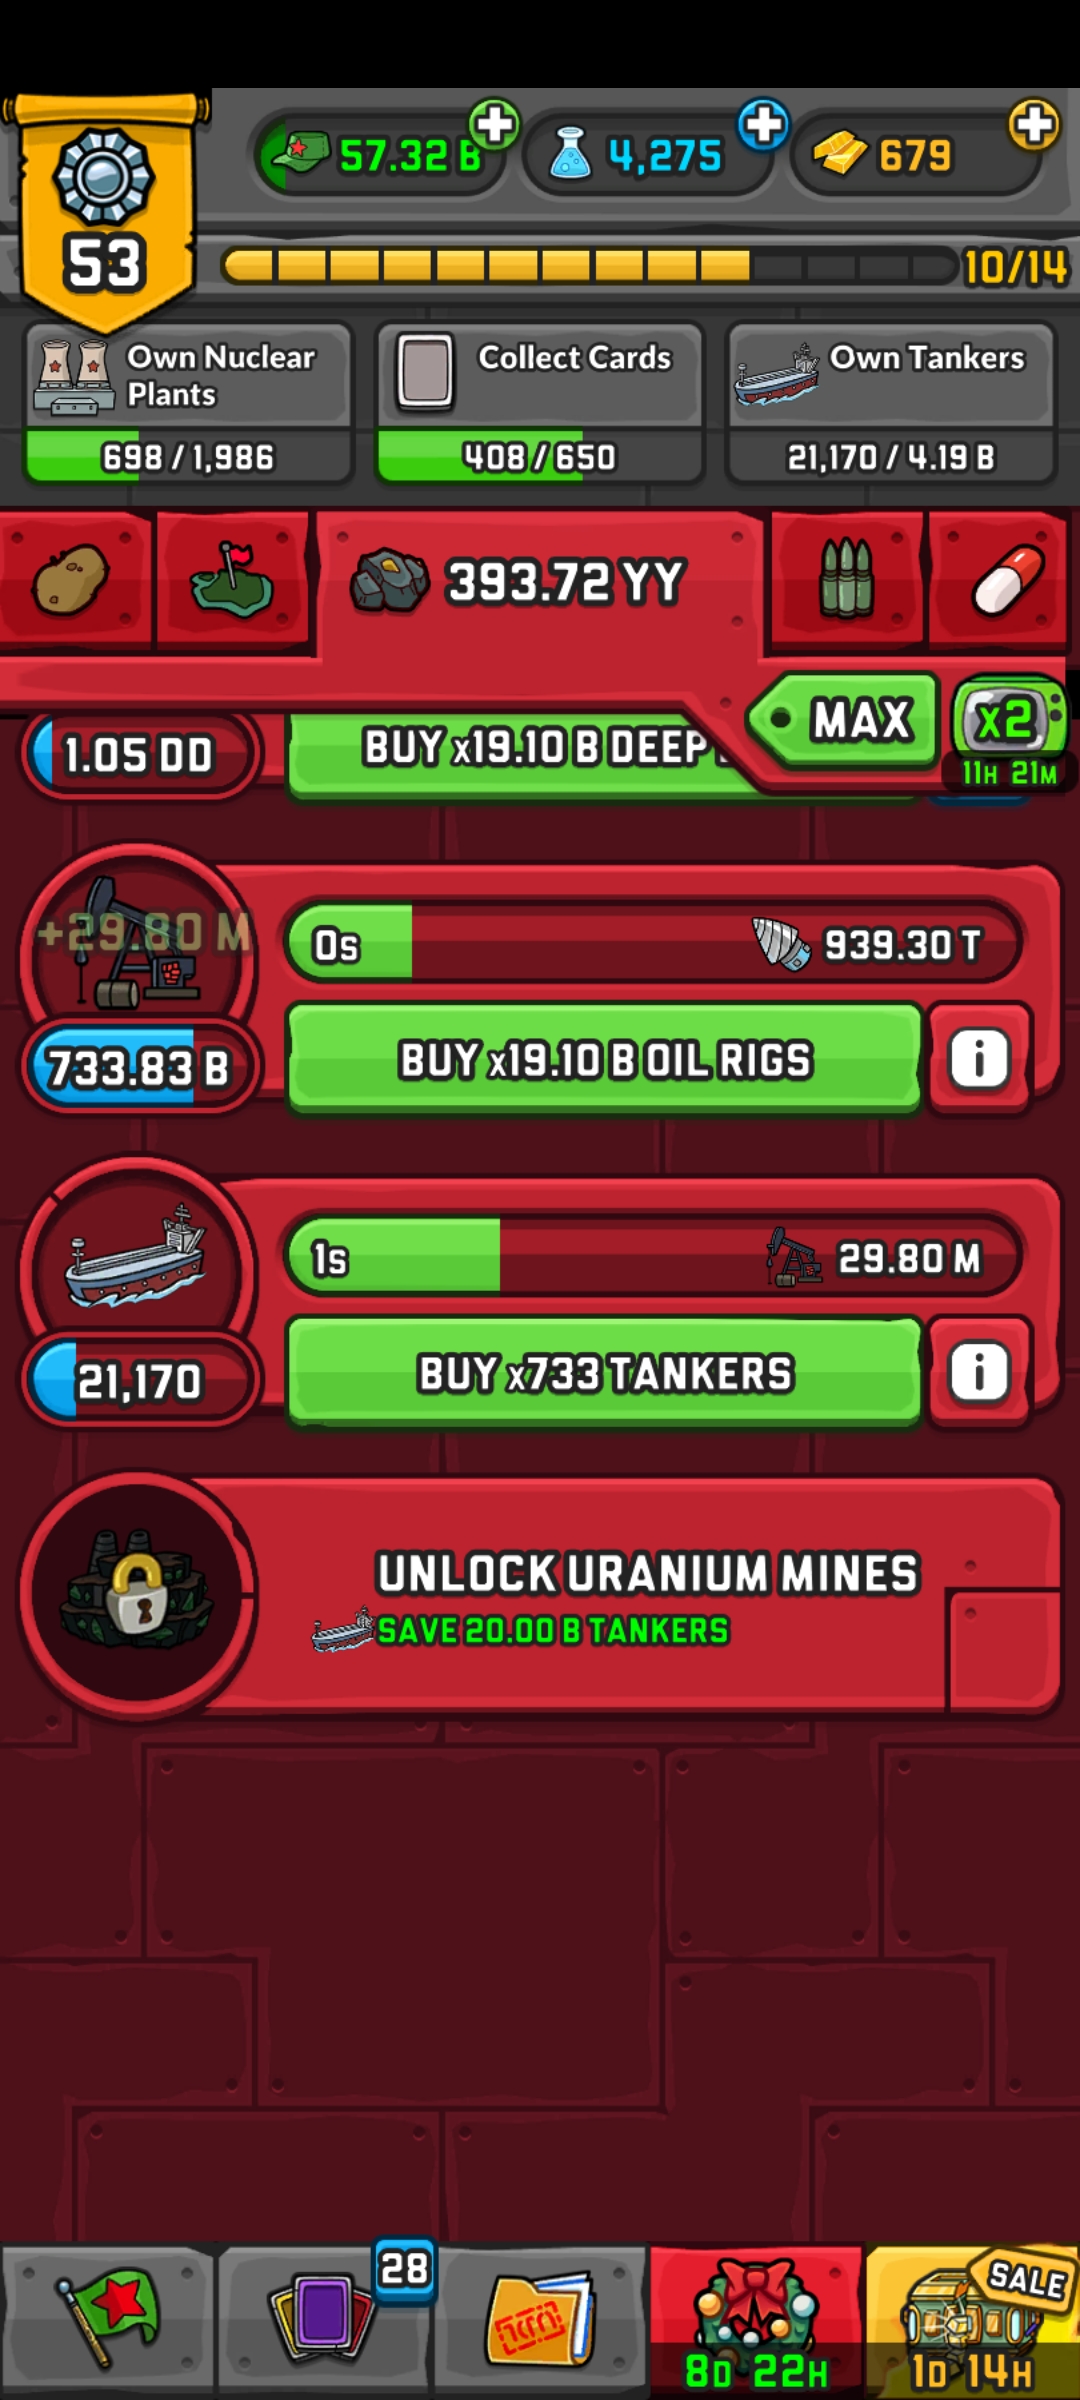 57.32 B
4,275
679
53
10/14
Own Nuclear
Plants
698 / 1,986
Collect Cards
408 / 650
Own Tankers
21,170 / 4.19 B
393.72 YY
MAX
x2
11H 21M
1.05 DD
BUY x19.10 B DEEP
+29.80 M
0s
939.30 T
733.83 B
BUY x19.10 B OIL RIGS
i
1s
29.80 M
21,170
BUY x733 TANKERS
i
UNLOCK URANIUM MINES
SAVE 20.00 B TANKERS
28
SALE
8D 22H
1D 14H